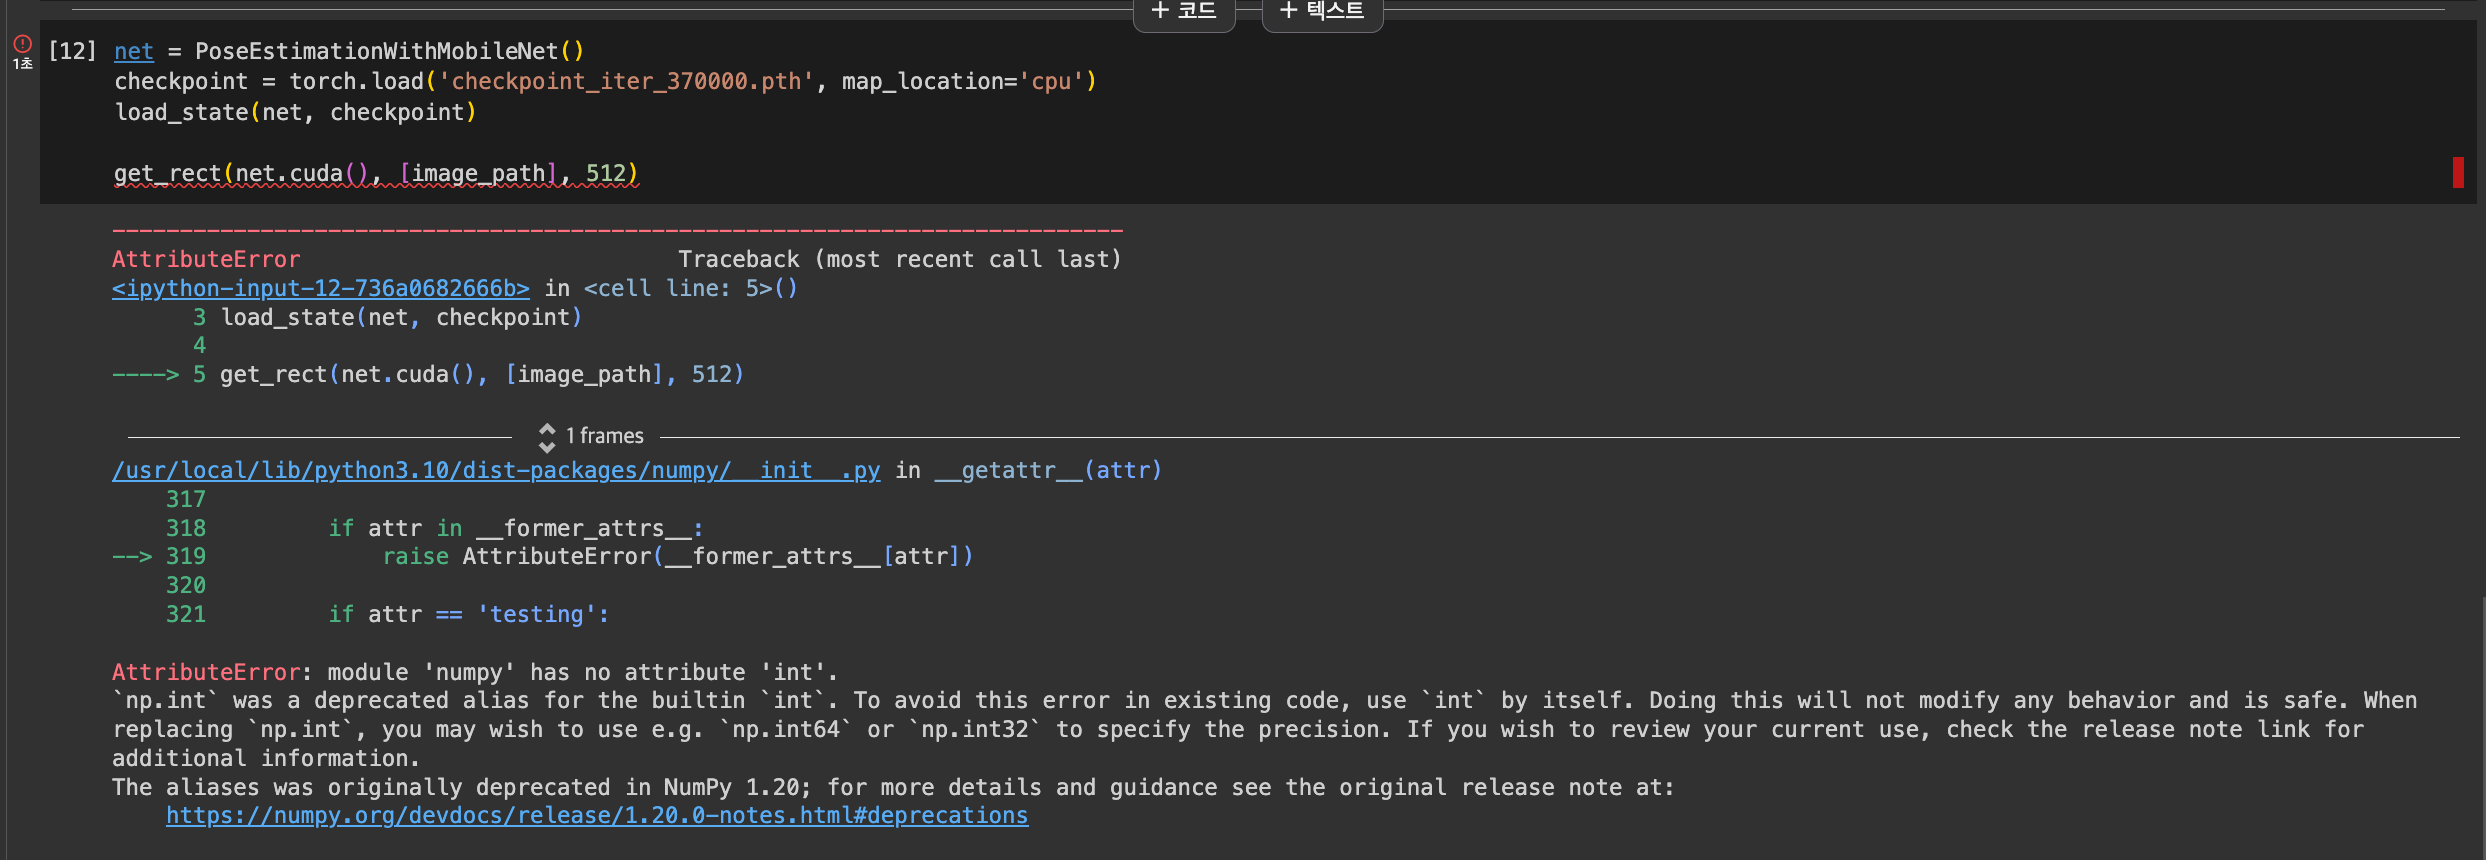 + 코드 + 텍스트
1초
[12] net = PoseEstimationWithMobileNet()
checkpoint = torch.load('checkpoint_iter_370000.pth', map_location='cpu')
load_state(net, checkpoint)
get_rect(net.cuda(), [image_path], 512)
---------------------------------------------------------------------------
AttributeError                            Traceback (most recent call last)
<ipython-input-12-736a0682666b> in <cell line: 5>()
      3 load_state(net, checkpoint)
      4
----> 5 get_rect(net.cuda(), [image_path], 512)
1 frames
/usr/local/lib/python3.10/dist-packages/numpy/__init__.py in __getattr__(attr)
    317
    318         if attr in __former_attrs__:
--> 319             raise AttributeError(__former_attrs__[attr])
    320
    321         if attr == 'testing':
AttributeError: module 'numpy' has no attribute 'int'.
`np.int` was a deprecated alias for the builtin `int`. To avoid this error in existing code, use `int` by itself. Doing this will not modify any behavior and is safe. When
replacing `np.int`, you may wish to use e.g. `np.int64` or `np.int32` to specify the precision. If you wish to review your current use, check the release note link for
additional information.
The aliases was originally deprecated in NumPy 1.20; for more details and guidance see the original release note at:
    https://numpy.org/devdocs/release/1.20.0-notes.html#deprecations